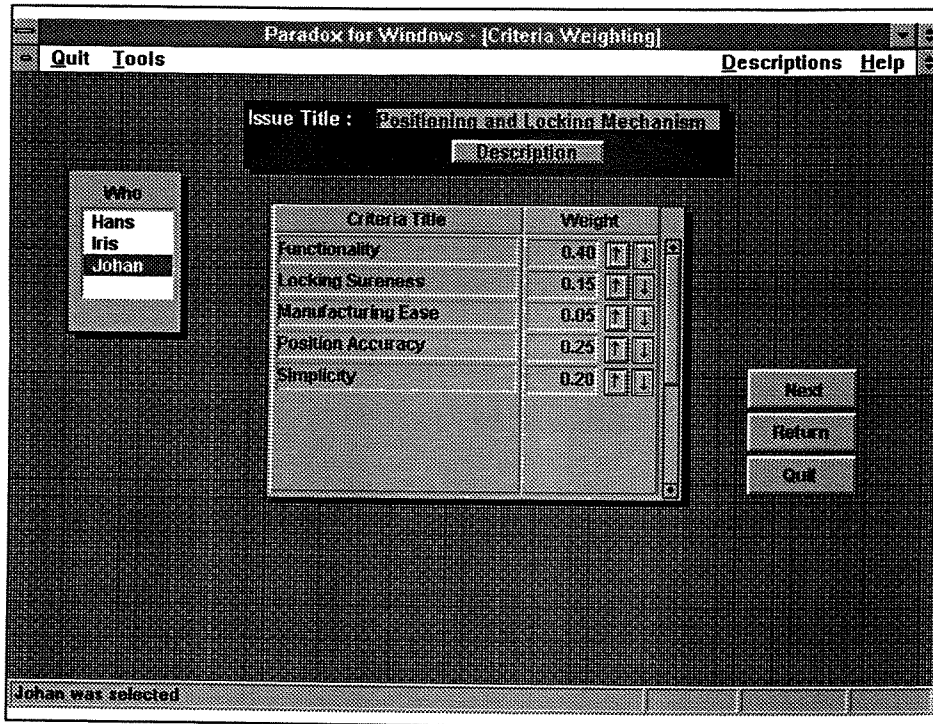 Paradox for Windows - [Criteria Weighting]
Quit Tools Descriptions Help
Issue Title : Positioning and Locking Mechanism
Description
Who
Hans
Iris
Johan
Criteria Title Weight
Functionality 0.40
Locking Sureness 0.15
Manufacturing Ease 0.05
Position Accuracy 0.25
Simplicity 0.20
Next
Return
Quit
Johan was selected